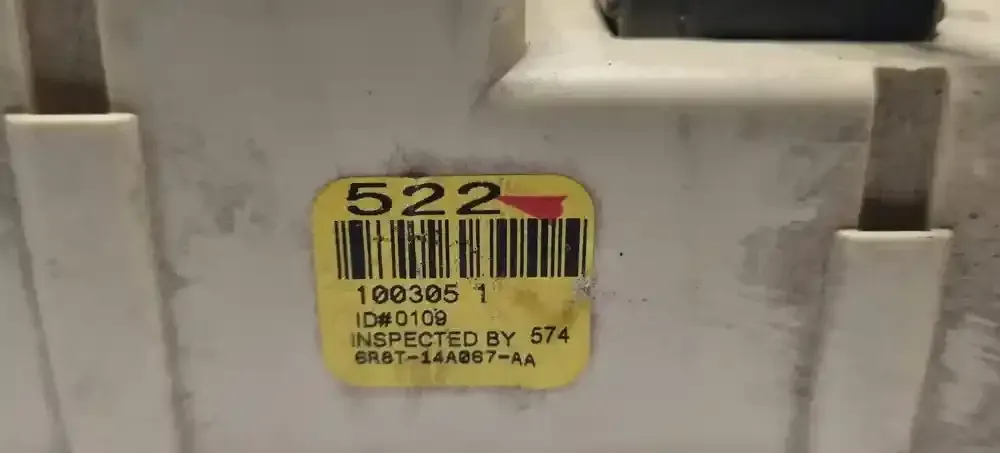 522
100305 1
ID#0109
INSPECTED BY 574
6R8T-14A067-AA